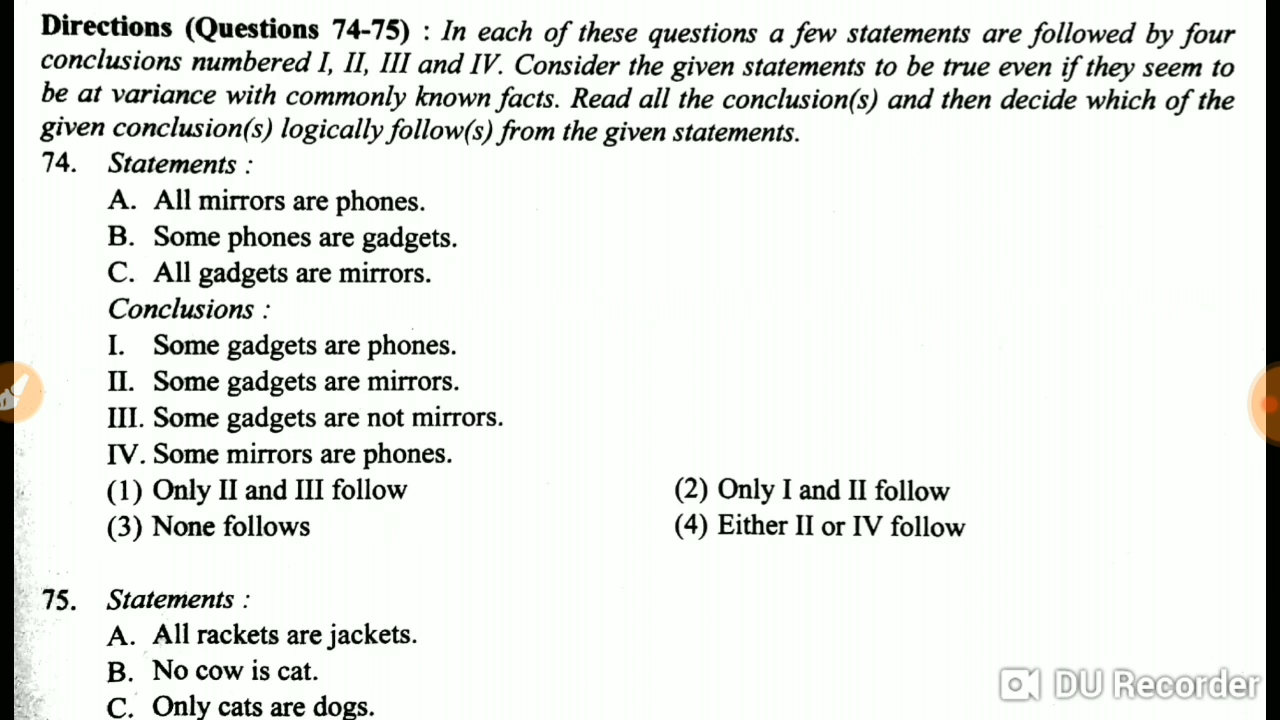 Directions (Questions 74-75) : In each of these questions a few statements are followed by four
conclusions numbered I, II, III and IV. Consider the given statements to be true even if they seem to
be at variance with commonly known facts. Read all the conclusion(s) and then decide which of the
given conclusion(s) logically follow(s) from the given statements.
74. Statements :
A. All mirrors are phones.
B. Some phones are gadgets.
C. All gadgets are mirrors.
Conclusions :
I. Some gadgets are phones.
II. Some gadgets are mirrors.
III. Some gadgets are not mirrors.
IV. Some mirrors are phones.
(1) Only II and III follow (2) Only I and II follow
(3) None follows (4) Either II or IV follow
75. Statements :
A. All rackets are jackets.
B. No cow is cat.
C. Only cats are dogs.
DU Recorder